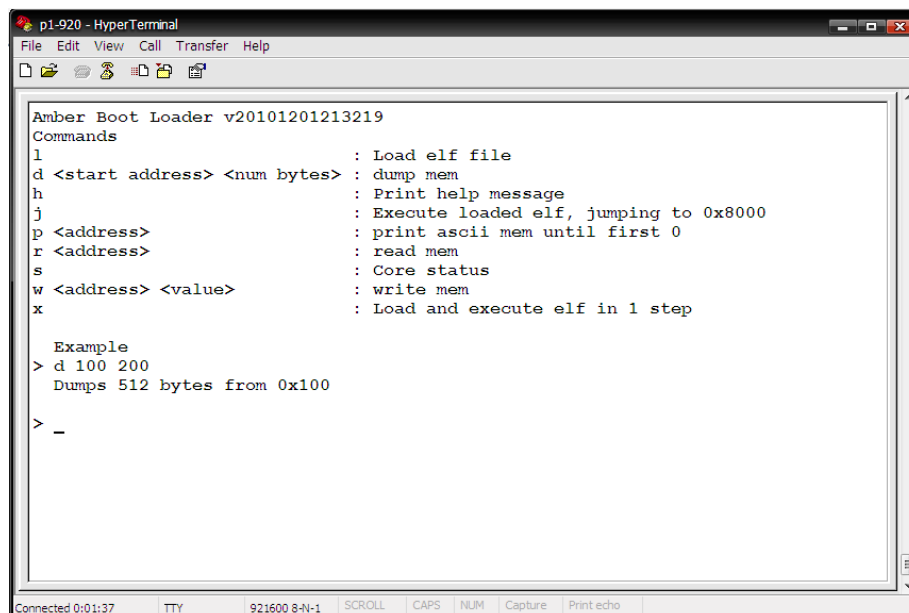 p1-920 - HyperTerminal
File Edit View Call Transfer Help
Amber Boot Loader v20101201213219
Commands
l : Load elf file
d <start address> <num bytes> : dump mem
h : Print help message
j : Execute loaded elf, jumping to 0x8000
p <address> : print ascii mem until first 0
r <address> : read mem
s : Core status
w <address> <value> : write mem
x : Load and execute elf in 1 step
Example
> d 100 200
Dumps 512 bytes from 0x100
> _
Connected 0:01:37 TTY 921600 8-N-1 SCROLL CAPS NUM Capture Print echo